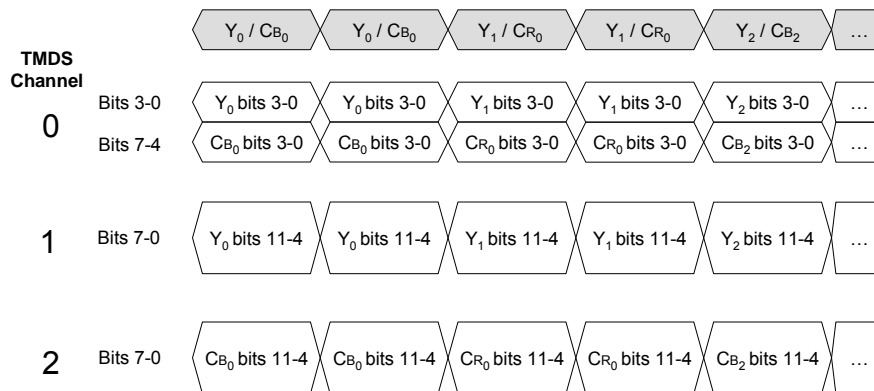 Y₀ / CB₀ Y₀ / CB₀ Y₁ / CR₀ Y₁ / CR₀ Y₂ / CB₂ ...
TMDS
Channel
0
Bits 3-0 Y₀ bits 3-0 Y₀ bits 3-0 Y₁ bits 3-0 Y₁ bits 3-0 Y₂ bits 3-0 ...
Bits 7-4 CB₀ bits 3-0 CB₀ bits 3-0 CR₀ bits 3-0 CR₀ bits 3-0 CB₂ bits 3-0 ...
1 Bits 7-0 Y₀ bits 11-4 Y₀ bits 11-4 Y₁ bits 11-4 Y₁ bits 11-4 Y₂ bits 11-4 ...
2 Bits 7-0 CB₀ bits 11-4 CB₀ bits 11-4 CR₀ bits 11-4 CR₀ bits 11-4 CB₂ bits 11-4 ...